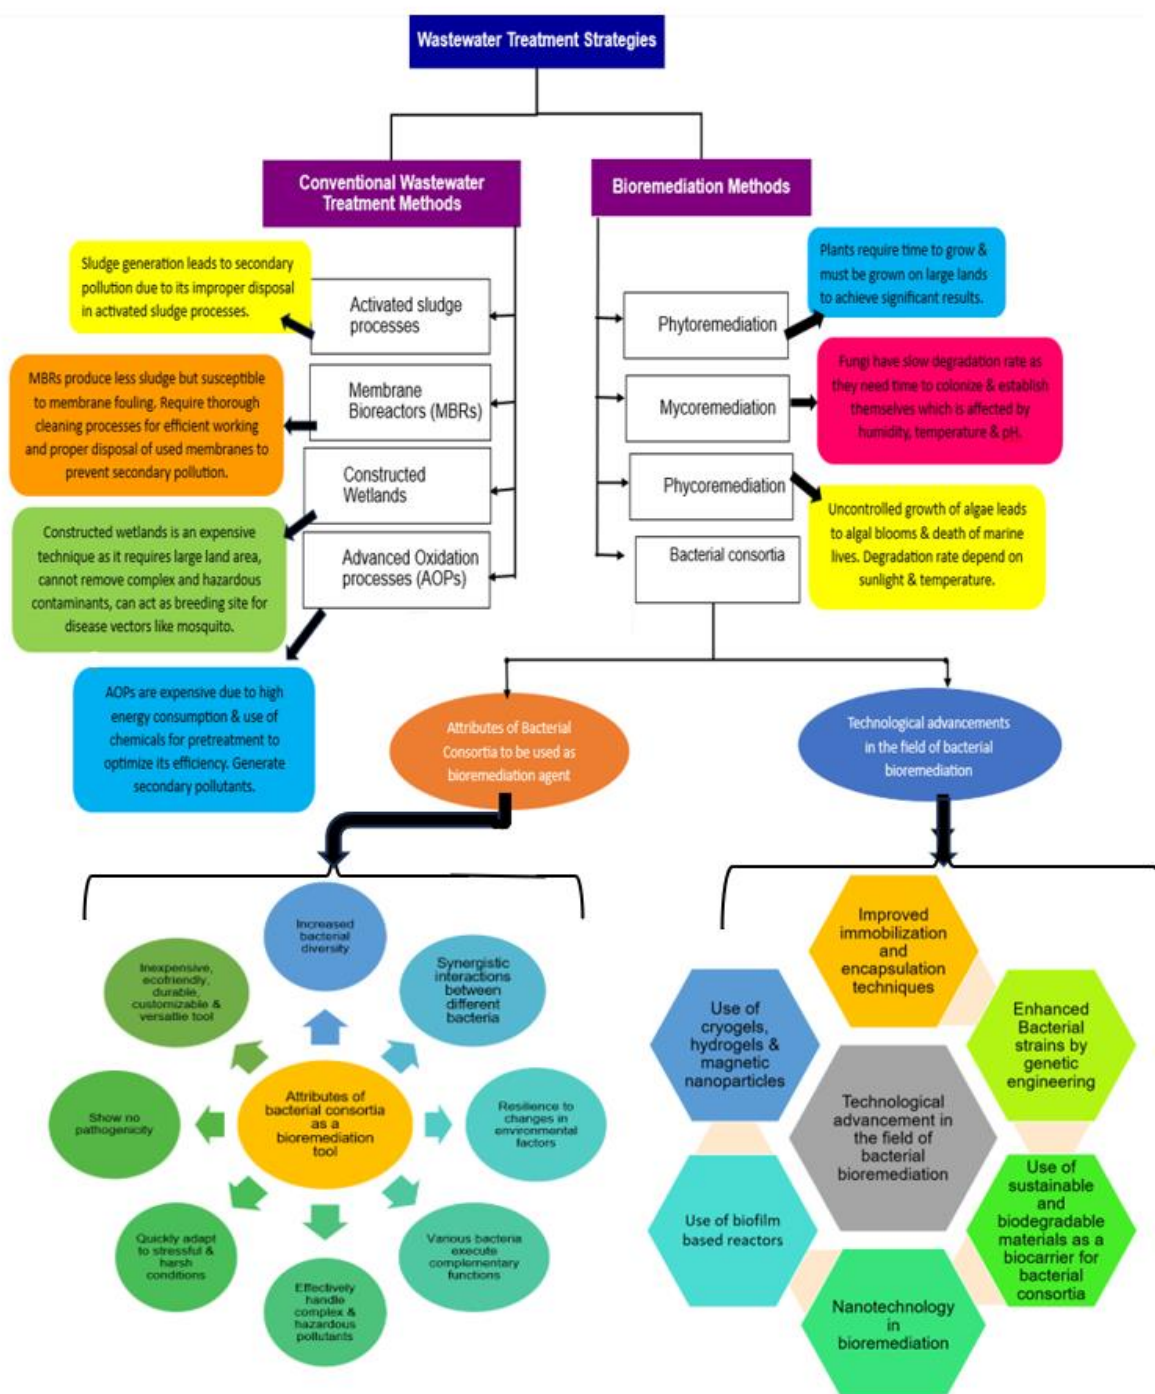 Wastewater Treatment Strategies
Conventional Wastewater
Treatment Methods
Bioremediation Methods
Sludge generation leads to secondary
pollution due to its improper disposal
in activated sludge processes.
Activated sludge
processes
MBRs produce less sludge but susceptible
to membrane fouling. Require thorough
cleaning processes for efficient working
and proper disposal of used membranes to
prevent secondary pollution.
Membrane
Bioreactors (MBRs)
Constructed wetlands is an expensive
technique as it requires large land area,
cannot remove complex and hazardous
contaminants, can act as breeding site for
disease vectors like mosquito.
Constructed
Wetlands
Advanced Oxidation
processes (AOPs)
AOPs are expensive due to high
energy consumption & use of
chemicals for pretreatment to
optimize its efficiency. Generate
secondary pollutants.
Phytoremediation
Plants require time to grow &
must be grown on large lands
to achieve significant results.
Mycoremediation
Fungi have slow degradation rate as
they need time to colonize & establish
themselves which is affected by
humidity, temperature & pH.
Phycoremediation
Uncontrolled growth of algae leads
to algal blooms & death of marine
lives. Degradation rate depend on
sunlight & temperature.
Bacterial consortia
Attributes of Bacterial
Consortia to be used as
bioremediation agent
Technological advancements
in the field of bacterial
bioremediation
Increased
bacterial
diversity
Synergistic
interactions
between
different
bacteria
Resilience to
changes in
environmental
factors
Various bacteria
execute
complementary
functions
Effectively
handle
complex &
hazardous
pollutants
Quickly adapt
to stressful &
harsh
conditions
Show no
pathogenicity
Inexpensive,
ecofriendly,
durable,
customizable &
versatile tool
Attributes of
bacterial consortia
as a
bioremediation
tool
Improved
immobilization
and
encapsulation
techniques
Enhanced
Bacterial
strains by
genetic
engineering
Use of
sustainable
and
biodegradable
materials as a
biocarrier for
bacterial
consortia
Nanotechnology
in
bioremediation
Use of biofilm
based reactors
Use of
cryogels,
hydrogels &
magnetic
nanoparticles
Technological
advancement in
the field of
bacterial
bioremediation